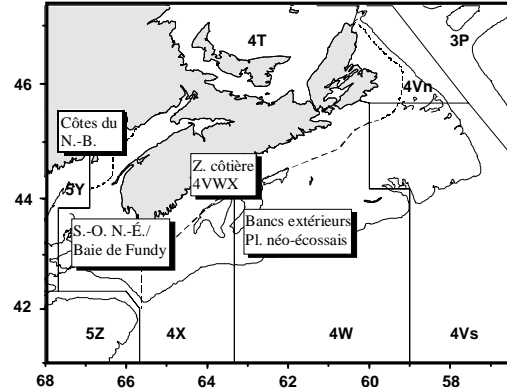 4T
3P
46
4Vn
Côtes du
N.-B.
Z. côtière
4VWX
44
5Y
S.-O. N.-É./
Baie de Fundy
Bancs extérieurs
Pl. néo-écossais
42
5Z
4X
4W
4Vs
68
66
64
62
60
58